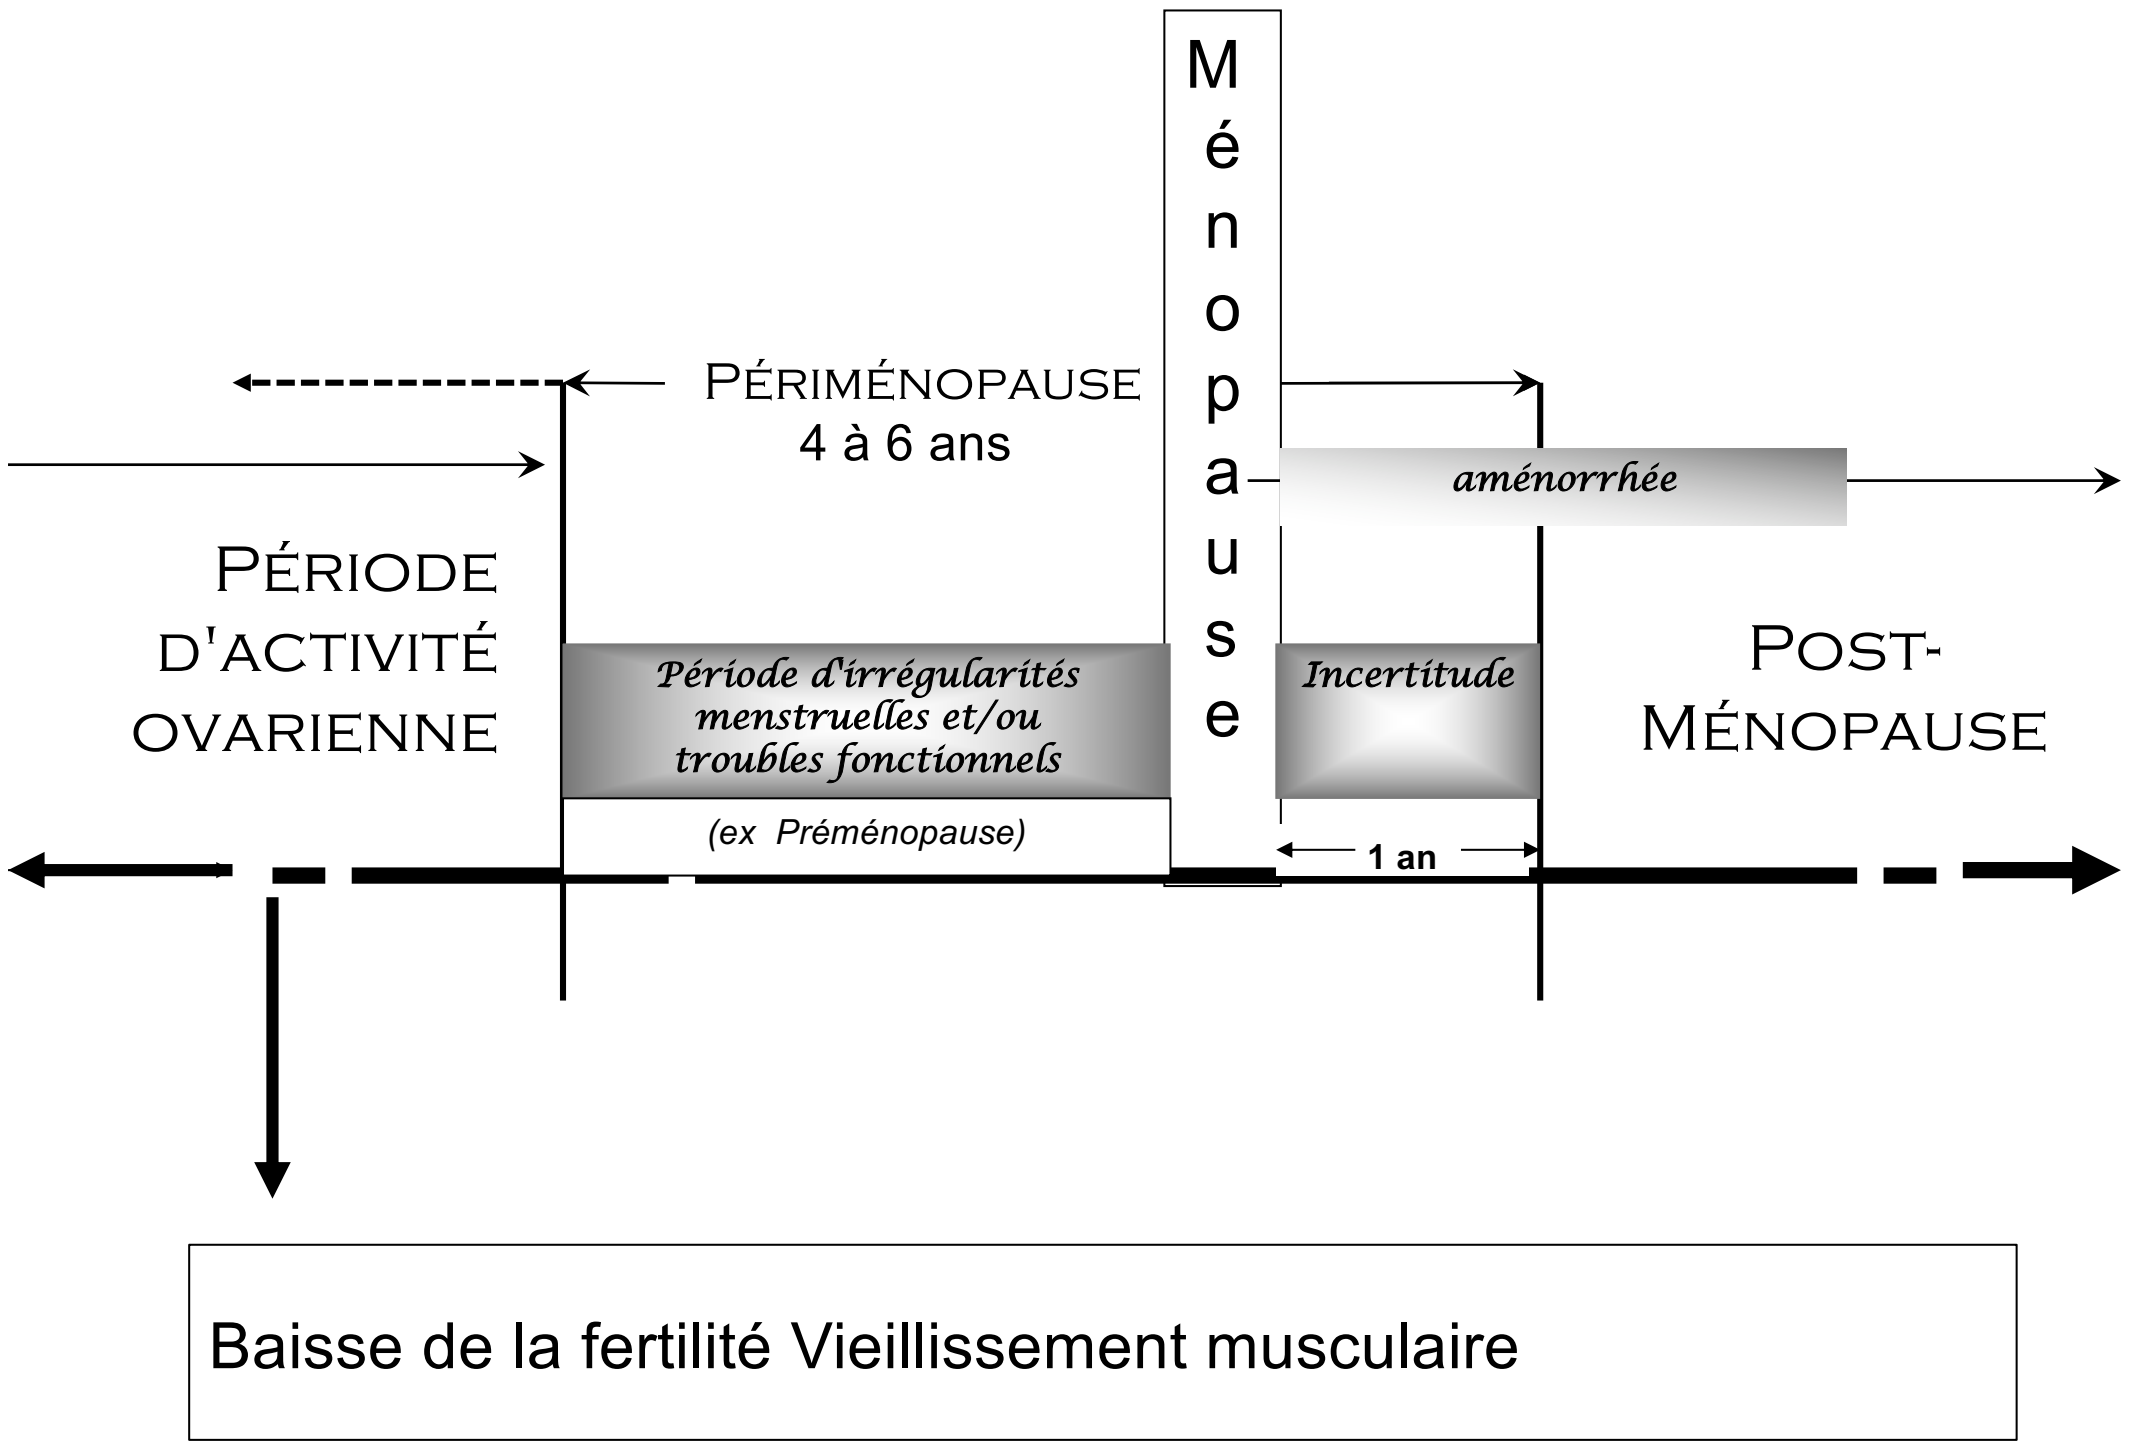 Ménopause
PÉRIMÉNOPAUSE
4 à 6 ans
aménorrhée
PÉRIODE
D'ACTIVITÉ
OVARIENNE
Période d'irrégularités
menstruelles et/ou
troubles fonctionnels
(ex Préménopause)
Incertitude
1 an
POST-
MÉNOPAUSE
Baisse de la fertilité Vieillissement musculaire